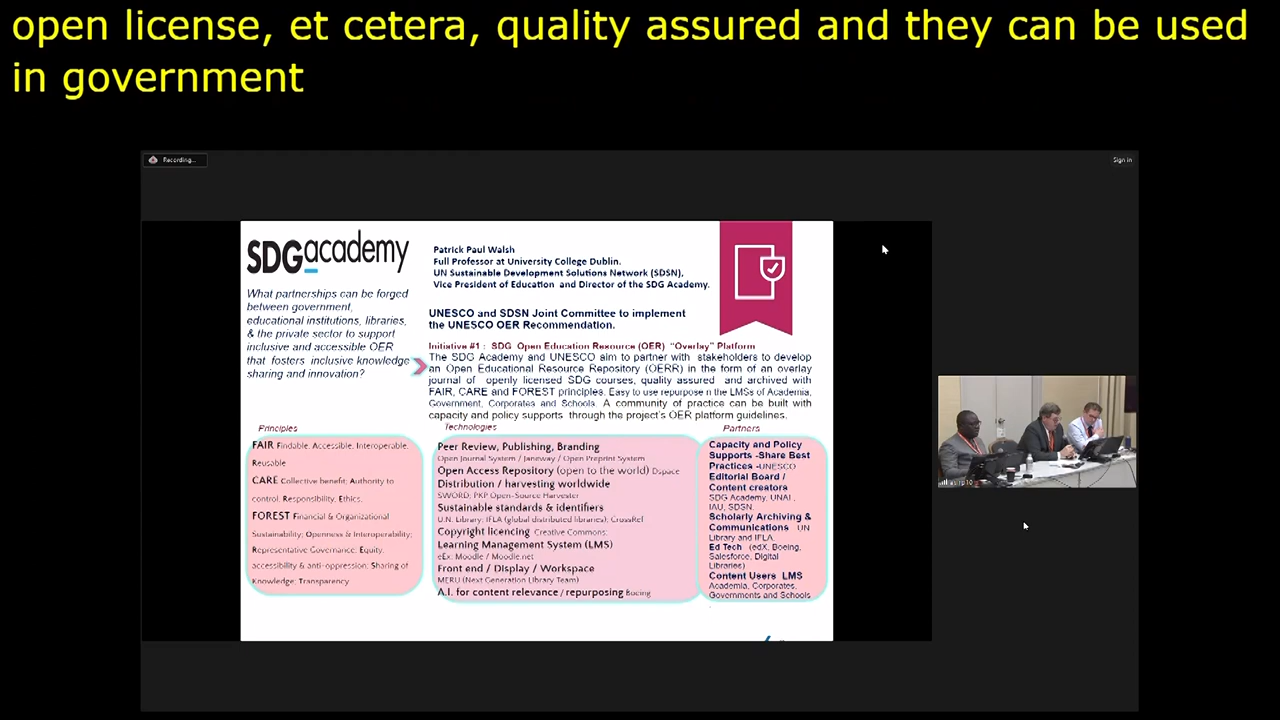 open license, et cetera, quality assured and they can be used
in government
Recording...
Sign in
SDGacademy
What partnerships can be forged
between government,
educational institutions, libraries,
& the private sector to support
inclusive and accessible OER
that fosters inclusive knowledge
sharing and innovation?
Patrick Paul Walsh
Full Professor at University College Dublin.
UN Sustainable Development Solutions Network (SDSN),
Vice President of Education and Director of the SDG Academy.
UNESCO and SDSN Joint Committee to implement
the UNESCO OER Recommendation.
Initiative #1 : SDG Open Education Resource (OER) "Overlay" Platform
The SDG Academy and UNESCO aim to partner with stakeholders to develop
an Open Educational Resource Repository (OERR) in the form of an overlay
journal of openly licensed SDG courses, quality assured and archived with
FAIR, CARE and FOREST principles. Easy to use repurpose n the LMSs of Academia,
Government, Corporates and Schools. A community of practice can be built with
capacity and policy supports through the project's OER platform guidelines.
Principles
FAIR Findable, Accessible, Interoperable,
Reusable
CARE Collective benefit; Authority to
control, Responsibility, Ethics.
FOREST Financial & Organizational
Sustainability; Openness & Interoperability;
Representative Governance; Equity,
accessibility & anti-oppression; Sharing of
Knowledge; Transparency
Technologies
Peer Review, Publishing, Branding
Open Journal System / Janeway / Open Preprint System
Open Access Repository (open to the world) Dspace
Distribution / harvesting worldwide
SWORD; PKP Open-Source Harvester
Sustainable standards & identifiers
U.N. Library; IFLA (global distributed libraries); CrossRef
Copyright licencing Creative Commons;
Learning Management System (LMS)
eEx: Moodle / Moodle.net
Front end / Display / Workspace
MERU (Next Generation Library Team)
A.I. for content relevance / repurposing Boeing
Partners
Capacity and Policy
Supports -Share Best
Practices -UNESCO
Editorial Board /
Content creators
SDG Academy, UNAI ,
IAU, SDSN.
Scholarly Archiving &
Communications UN
Library and IFLA.
Ed Tech (edX, Boeing,
Salesforce, Digital
Libraries)
Content Users LMS
Academia, Corporates,
Governments and Schools
.